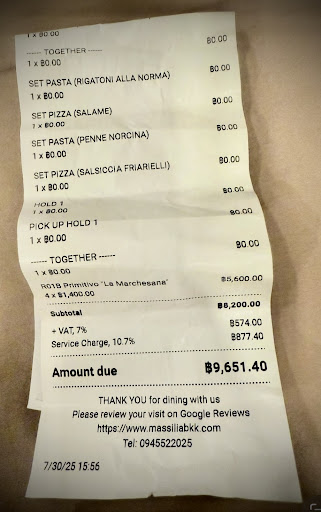 1 x ฿0.00
฿0.00
------ TOGETHER ------
1 x ฿0.00 ฿0.00
SET PASTA (RIGATONI ALLA NORMA)
1 x ฿0.00 ฿0.00
SET PIZZA (SALAME)
1 x ฿0.00 ฿0.00
SET PASTA (PENNE NORCINA)
1 x ฿0.00 ฿0.00
SET PIZZA (SALSICCIA FRIARIELLI)
1 x ฿0.00 ฿0.00
HOLD 1
1 x ฿0.00 ฿0.00
PICK UP HOLD 1
1 x ฿0.00 ฿0.00
------ TOGETHER ------
1 x ฿0.00 ฿0.00
R019 Primitivo "La Marchesana"
4 x ฿1,400.00 ฿5,600.00
Subtotal ฿8,200.00
+ VAT, 7% ฿574.00
Service Charge, 10.7% ฿877.40
Amount due ฿9,651.40
THANK YOU for dining with us
Please review your visit on Google Reviews
https://www.massiliabkk.com
Tel: 0945522025
7/30/25 15:56